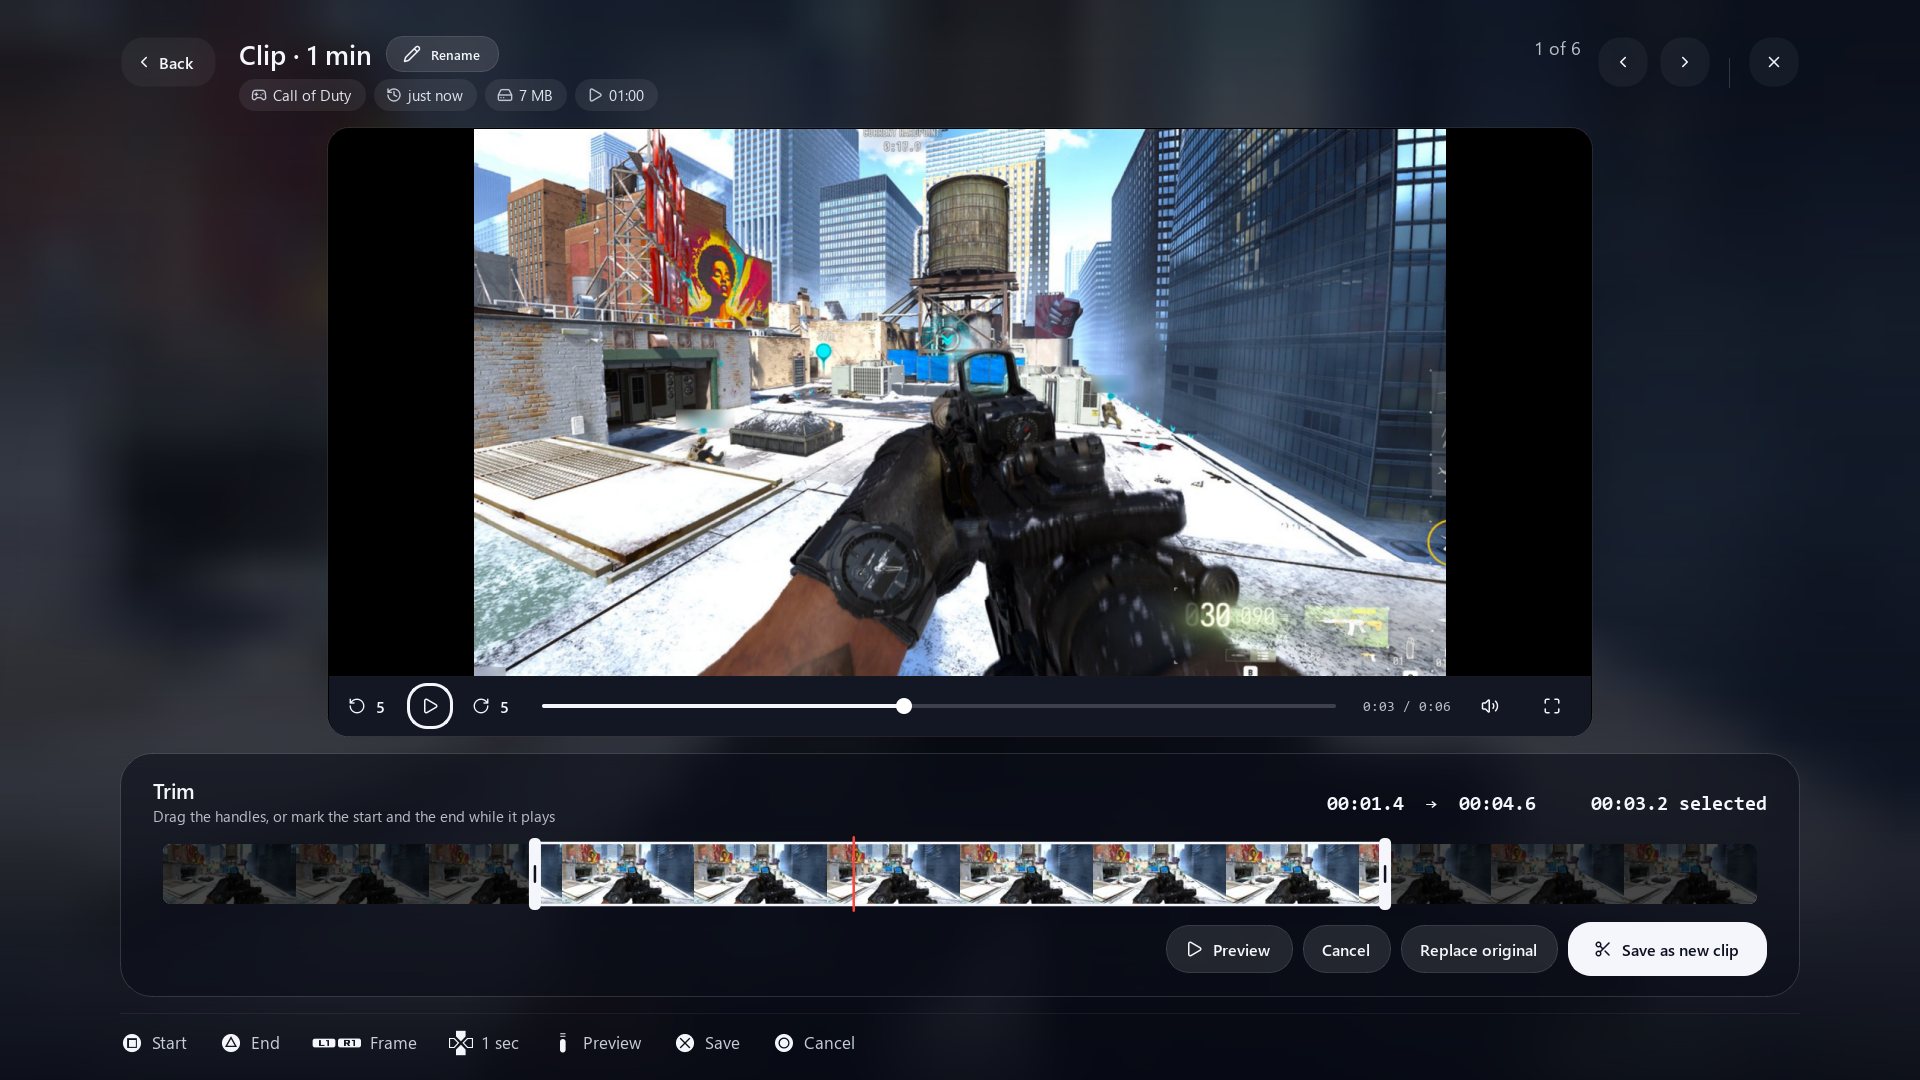 Back
Clip · 1 min
Rename
1 of 6
Call of Duty
just now
7 MB
01:00
0:17.0
030 090
B
5
5
0:03 / 0:06
Trim
Drag the handles, or mark the start and the end while it plays
00:01.4 → 00:04.6
00:03.2 selected
Preview
Cancel
Replace original
Save as new clip
Start
End
L1 R1 Frame
1 sec
Preview
Save
Cancel